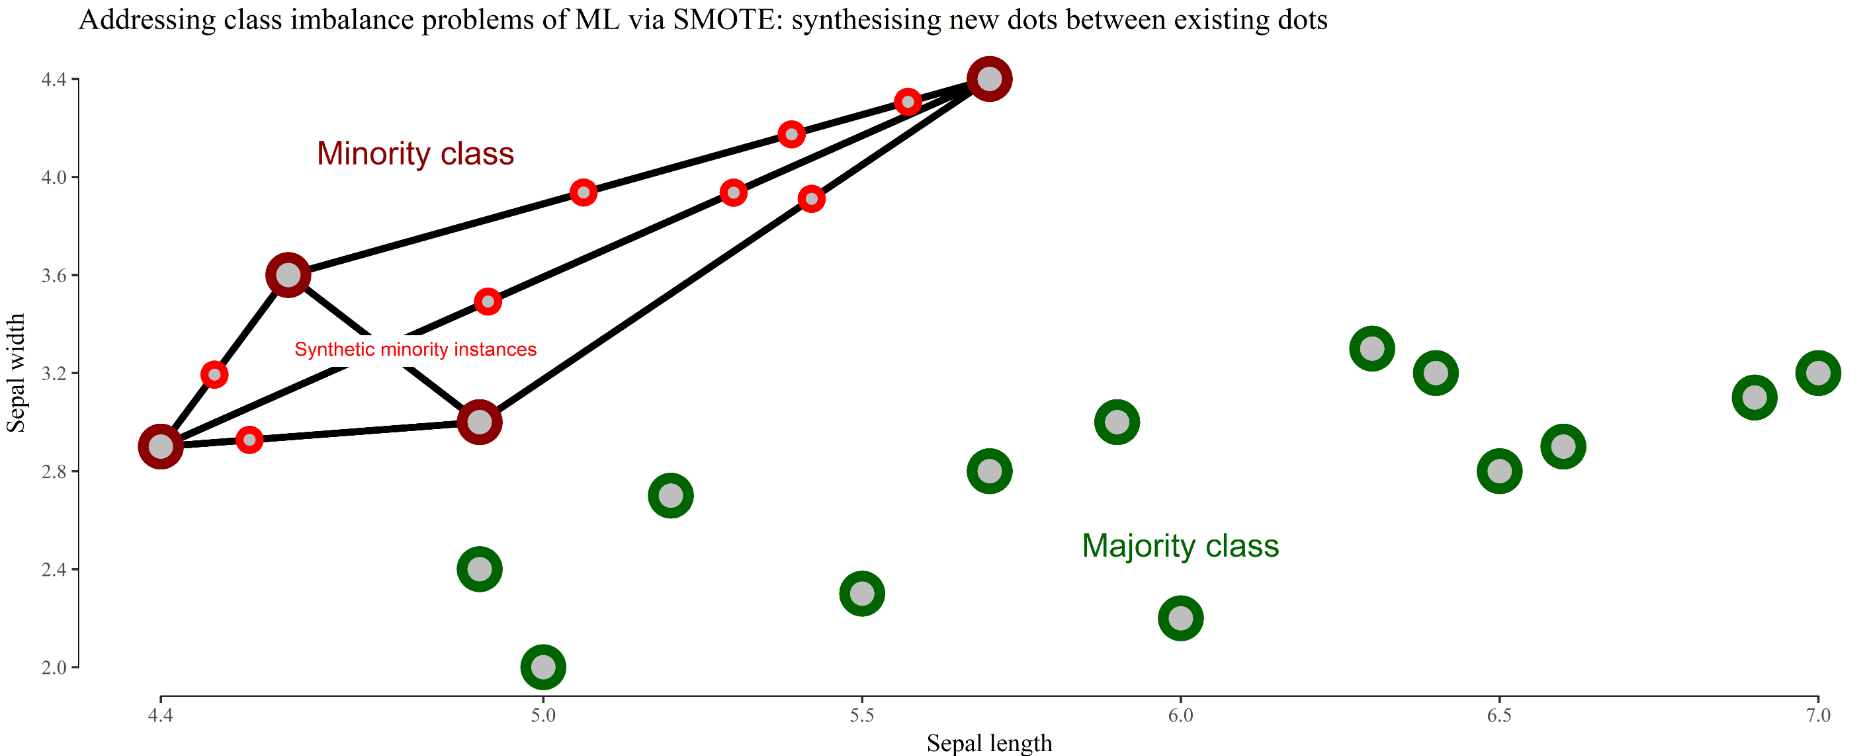 Addressing class imbalance problems of ML via SMOTE: synthesising new dots between existing dots
4.4
Minority class
4.0
3.6
Synthetic minority instances
3.2
2.8
Majority class
2.4
2.0
Sepal width
4.4 5.0 5.5 6.0 6.5 7.0
Sepal length